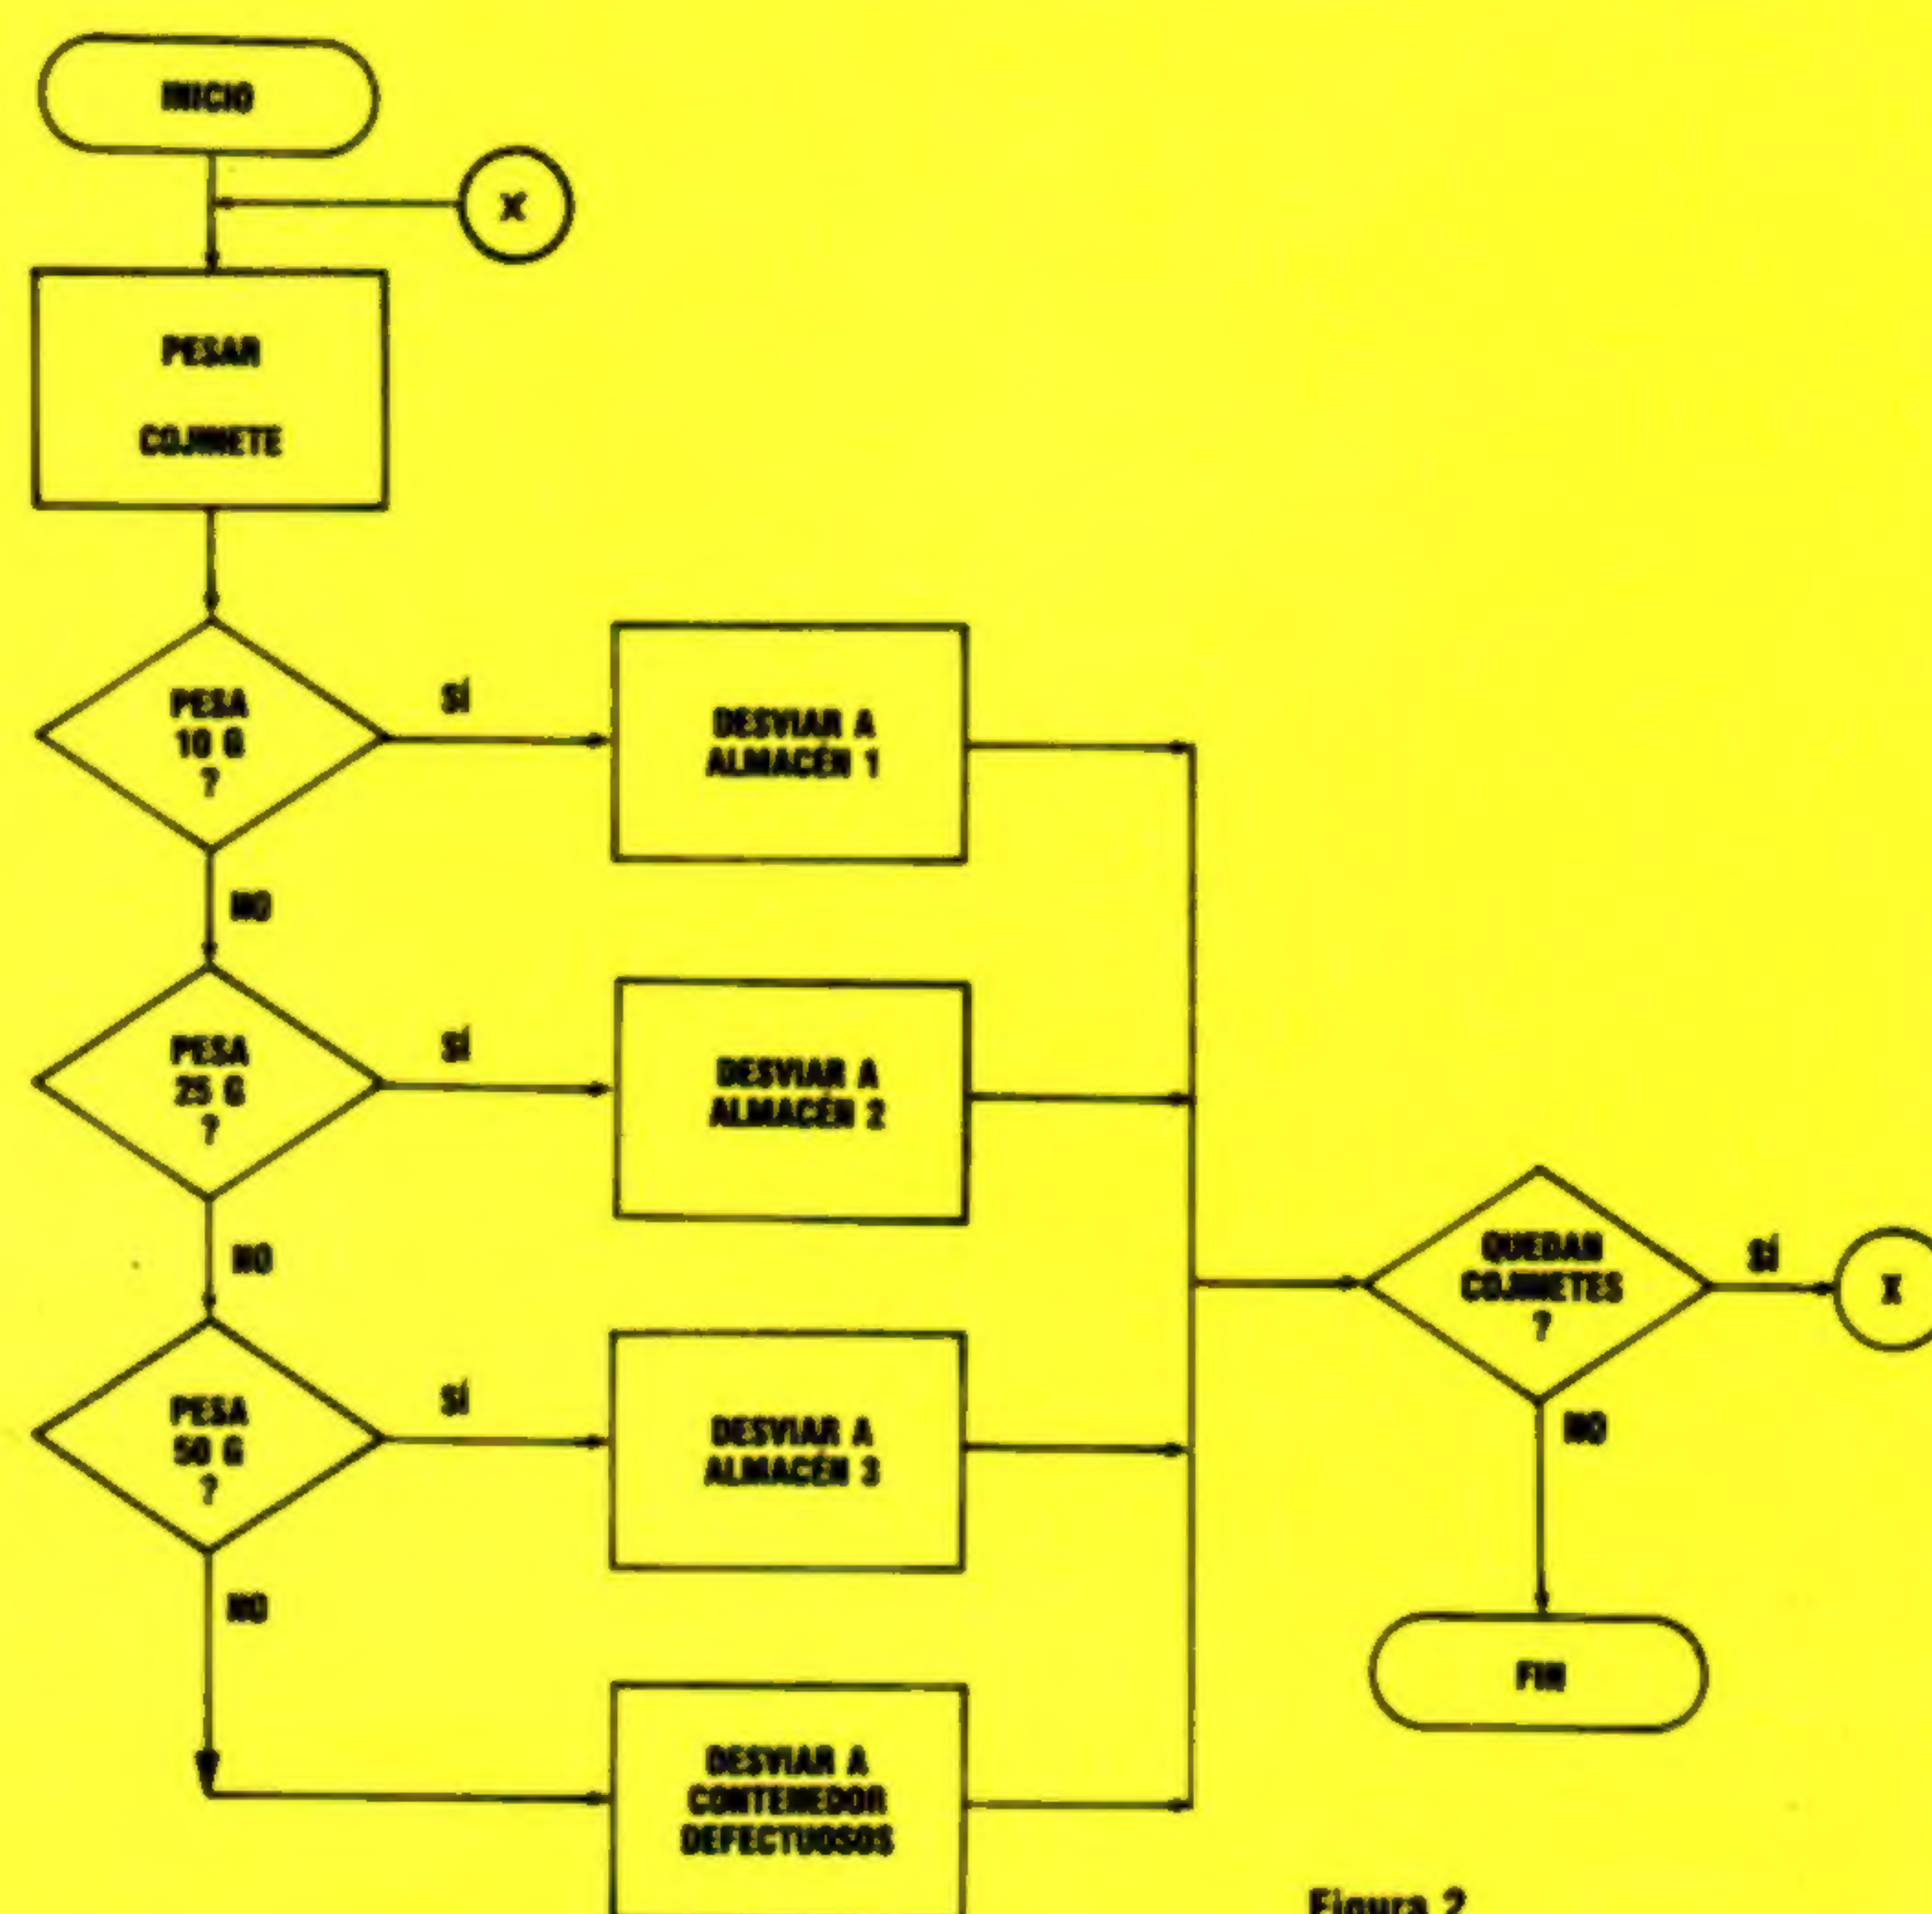 INICIO
X
PESAR
COJINETE
PESA
10 G
?
SÍ
DESVIAR A
ALMACÉN 1
NO
PESA
25 G
?
SÍ
DESVIAR A
ALMACÉN 2
NO
QUEDAN
COJINETES
?
SÍ
X
PESA
50 G
?
SÍ
DESVIAR A
ALMACÉN 3
NO
NO
FIN
DESVIAR A
CONTENEDOR
DEFECTUOSOS
Figura 2